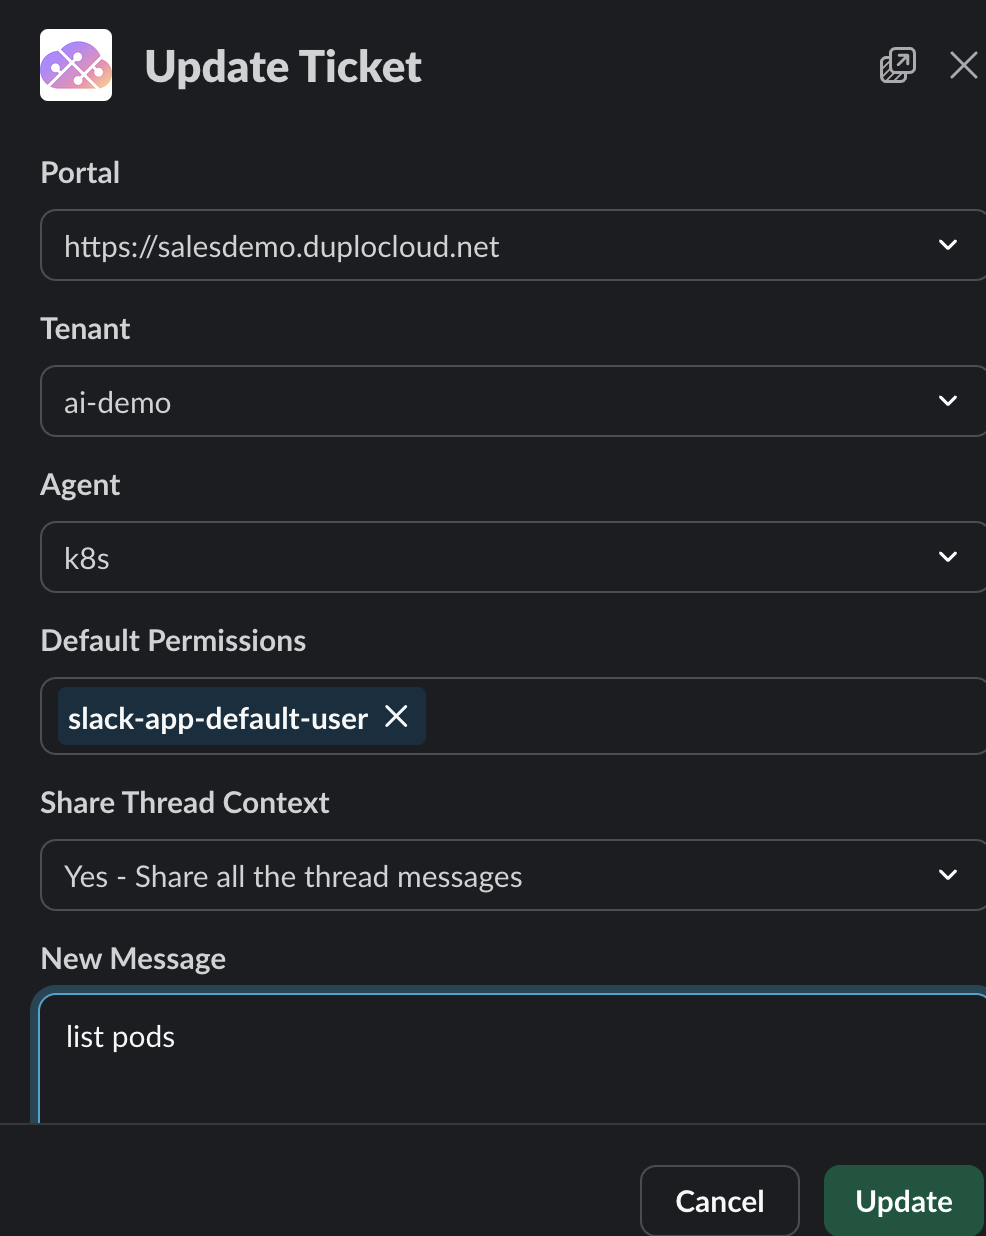 Update Ticket
Portal
https://salesdemo.duplocloud.net
Tenant
ai-demo
Agent
k8s
Default Permissions
slack-app-default-user
Share Thread Context
Yes - Share all the thread messages
New Message
list pods
Cancel
Update